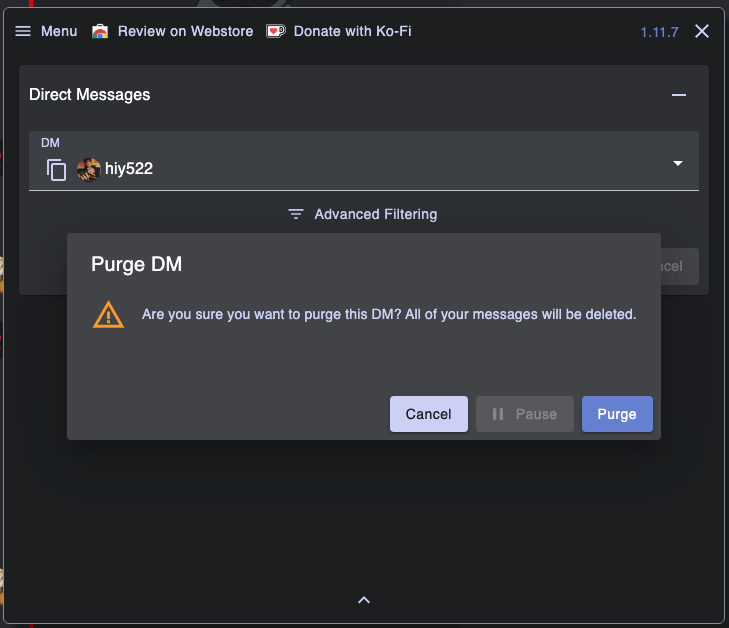 Menu Review on Webstore Donate with Ko-Fi 1.11.7
Direct Messages
DM
hiy522
Advanced Filtering
Purge DM
Are you sure you want to purge this DM? All of your messages will be deleted.
Cancel Pause Purge